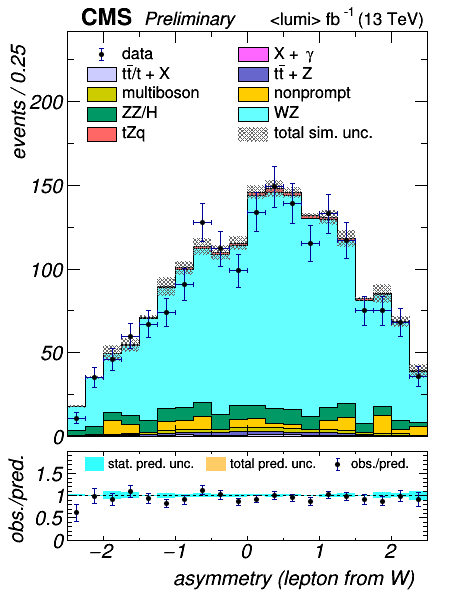 CMS Preliminary <lumi> fb⁻¹ (13 TeV)
events / 0.25
data
X + γ
tt̄/t + X
tt̄ + Z
multiboson
nonprompt
ZZ/H
WZ
tZq
total sim. unc.
200
150
100
50
0
obs./pred.
stat. pred. unc. total pred. unc. obs./pred.
1.5
1
0.5
0
−2 −1 0 1 2
asymmetry (lepton from W)